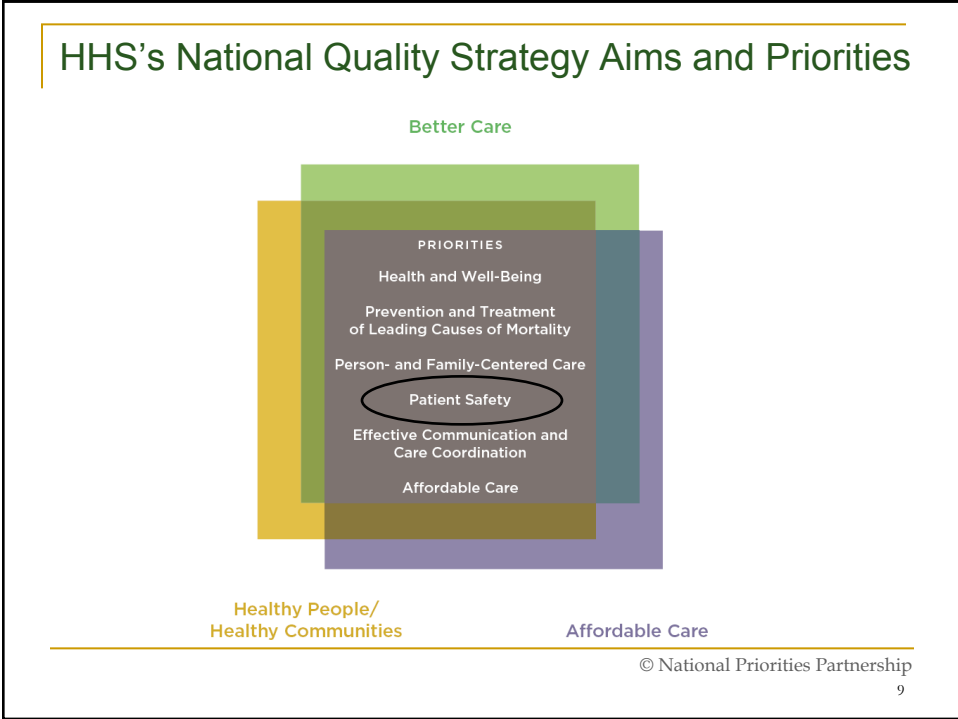 HHS’s National Quality Strategy Aims and Priorities
Better Care
PRIORITIES
Health and Well-Being
Prevention and Treatment
of Leading Causes of Mortality
Person- and Family-Centered Care
Patient Safety
Effective Communication and
Care Coordination
Affordable Care
Healthy People/
Healthy Communities
Affordable Care
© National Priorities Partnership
9